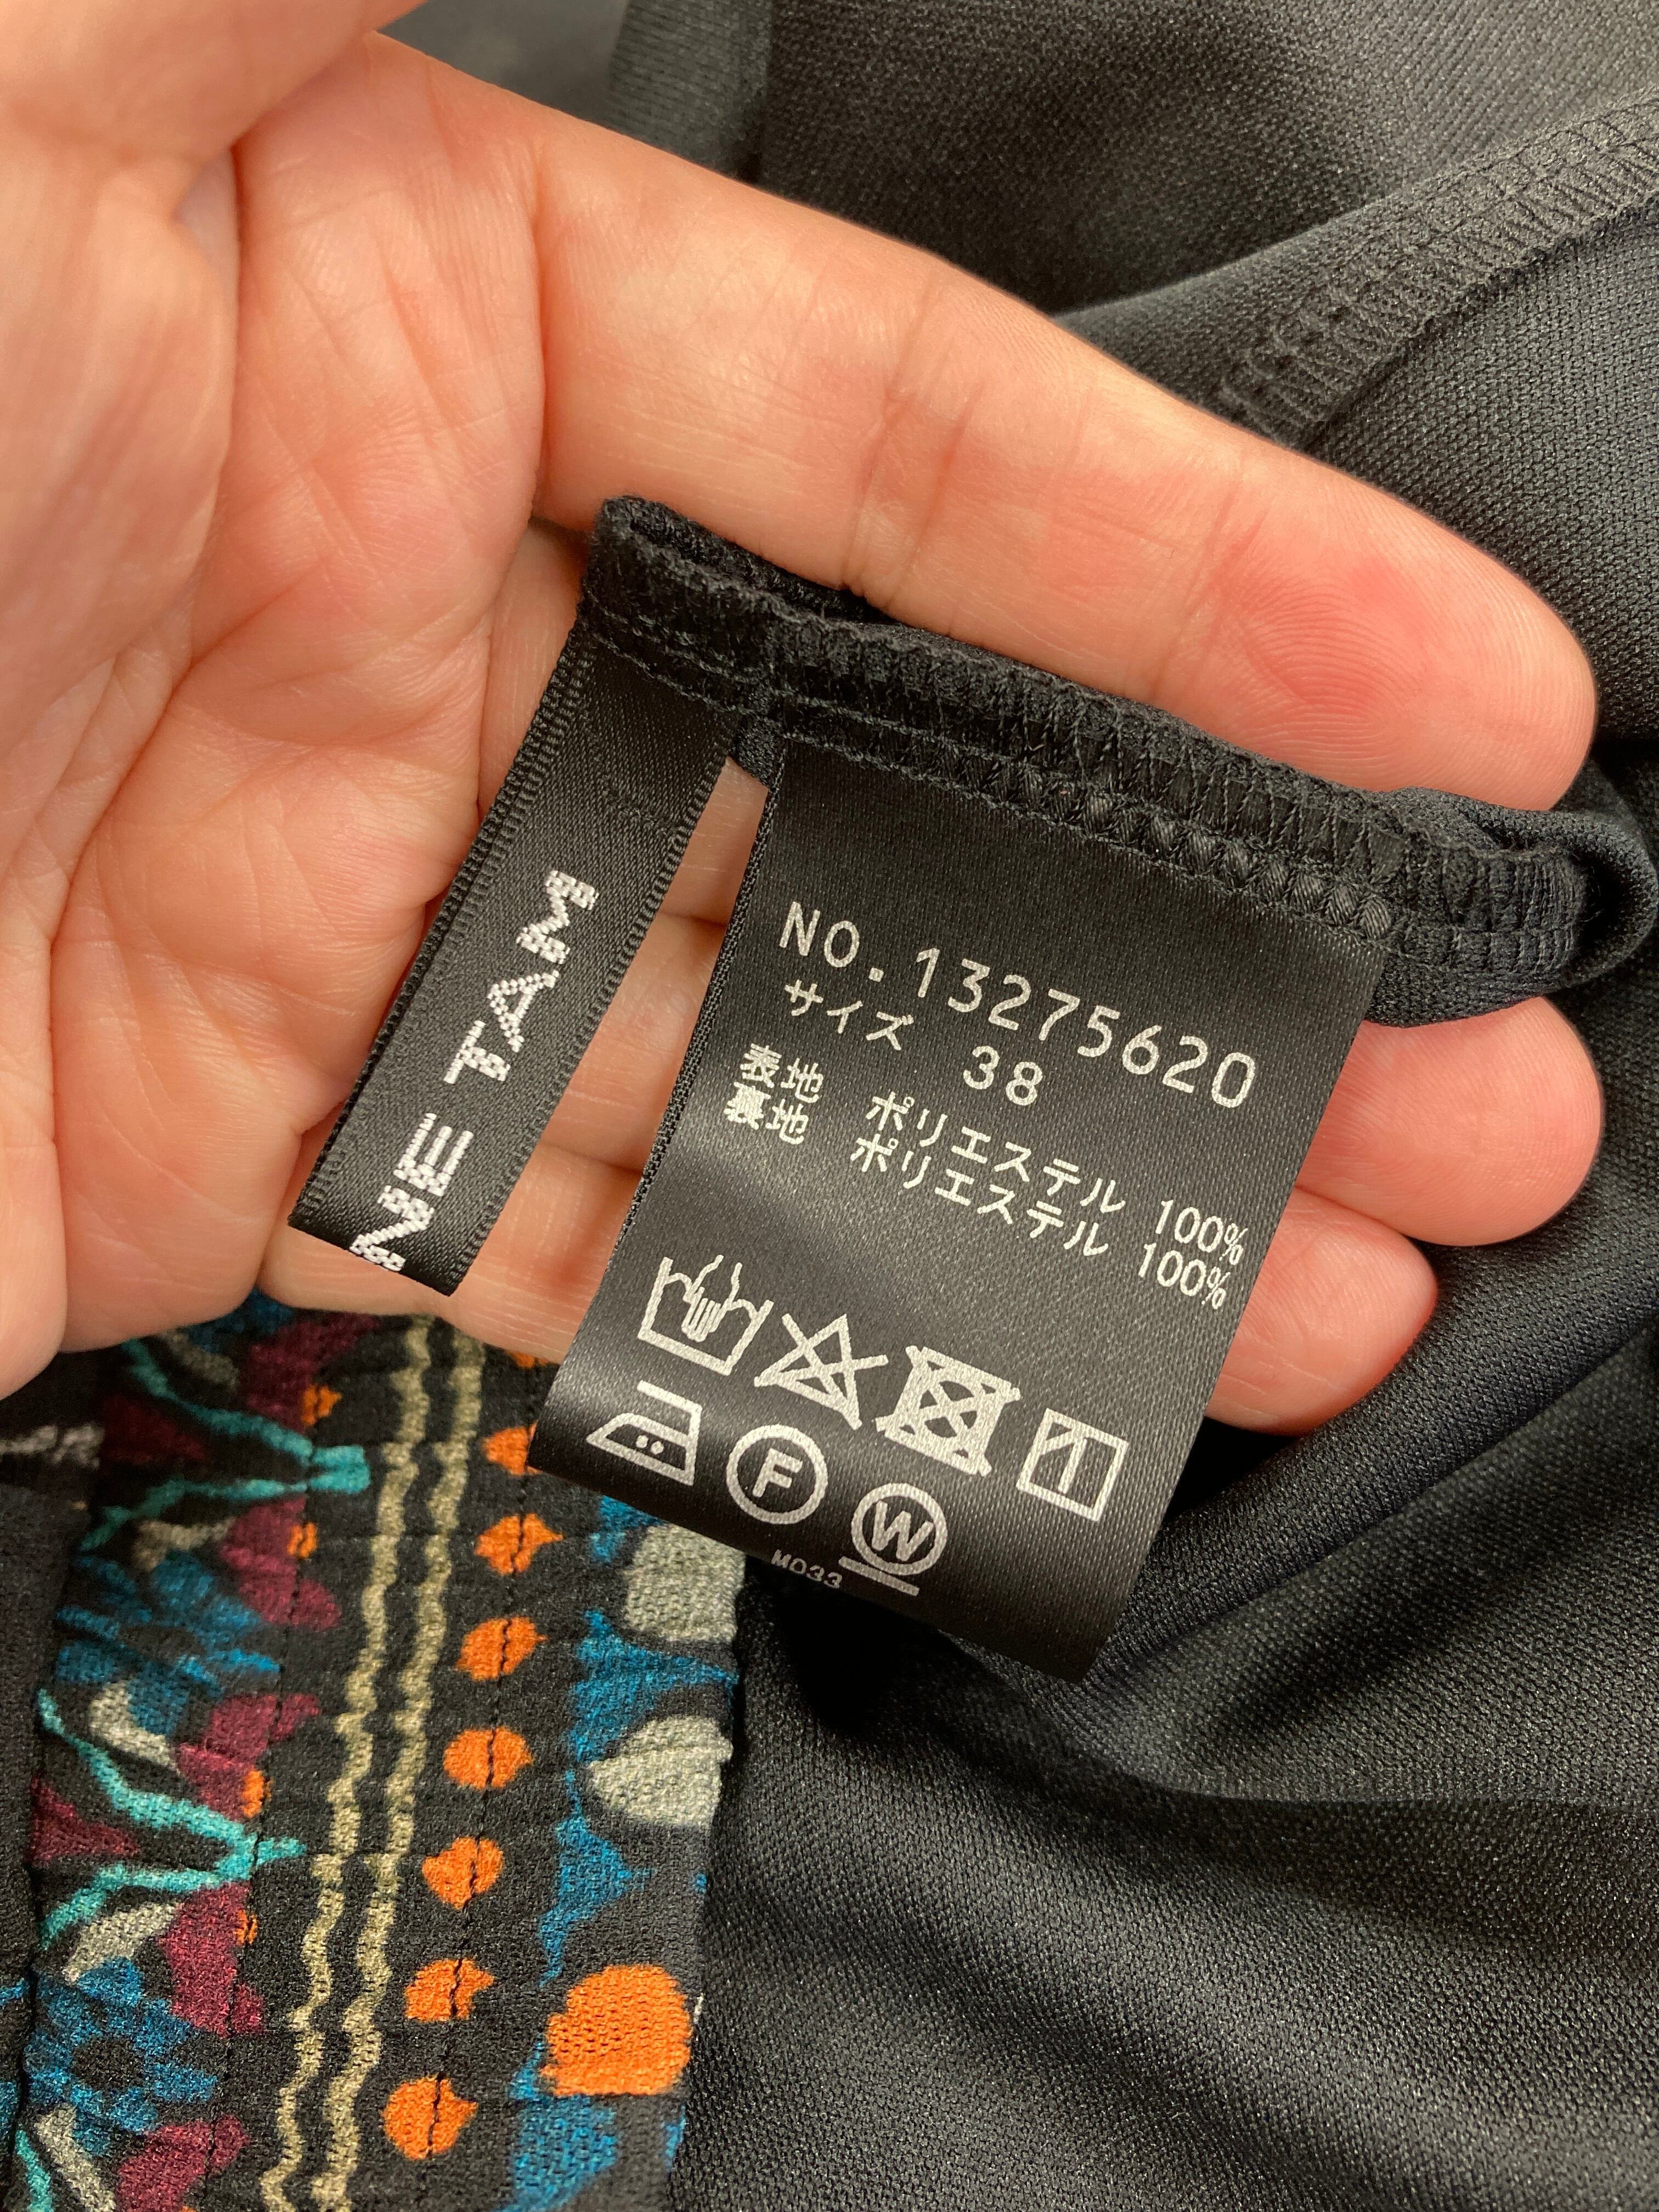 NE TAM
NO.13275620
サイズ 38
表地 ポリエステル 100%
裏地 ポリエステル 100%
F
W
M033